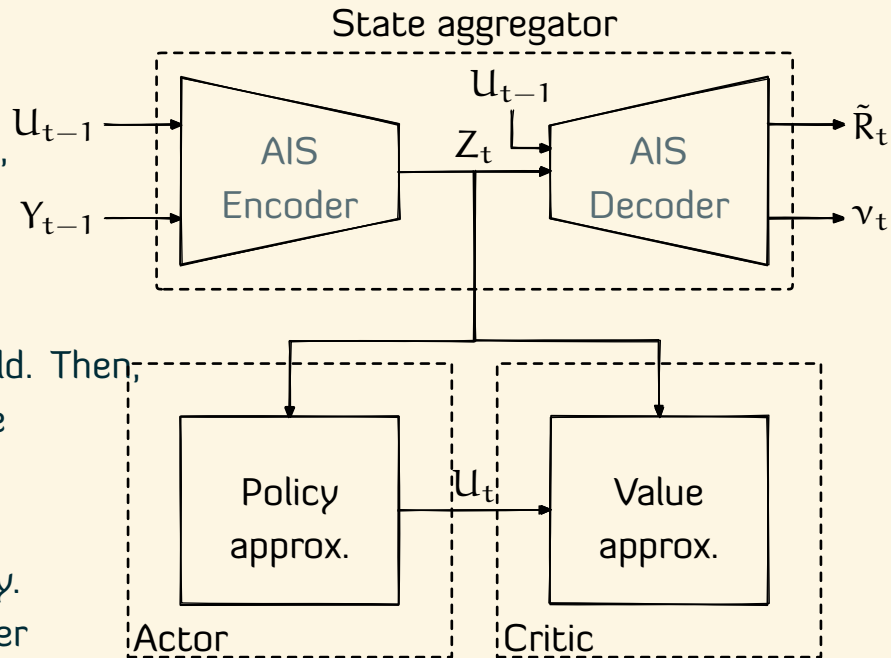 State aggregator
U_{t−1}
,
Y_{t−1}
AIS
Encoder
Z_t
U_{t−1}
AIS
Decoder
R̃_t
ν_t
ld. Then,
e
y.
er
Policy
approx.
U_t
Value
approx.
Actor
Critic